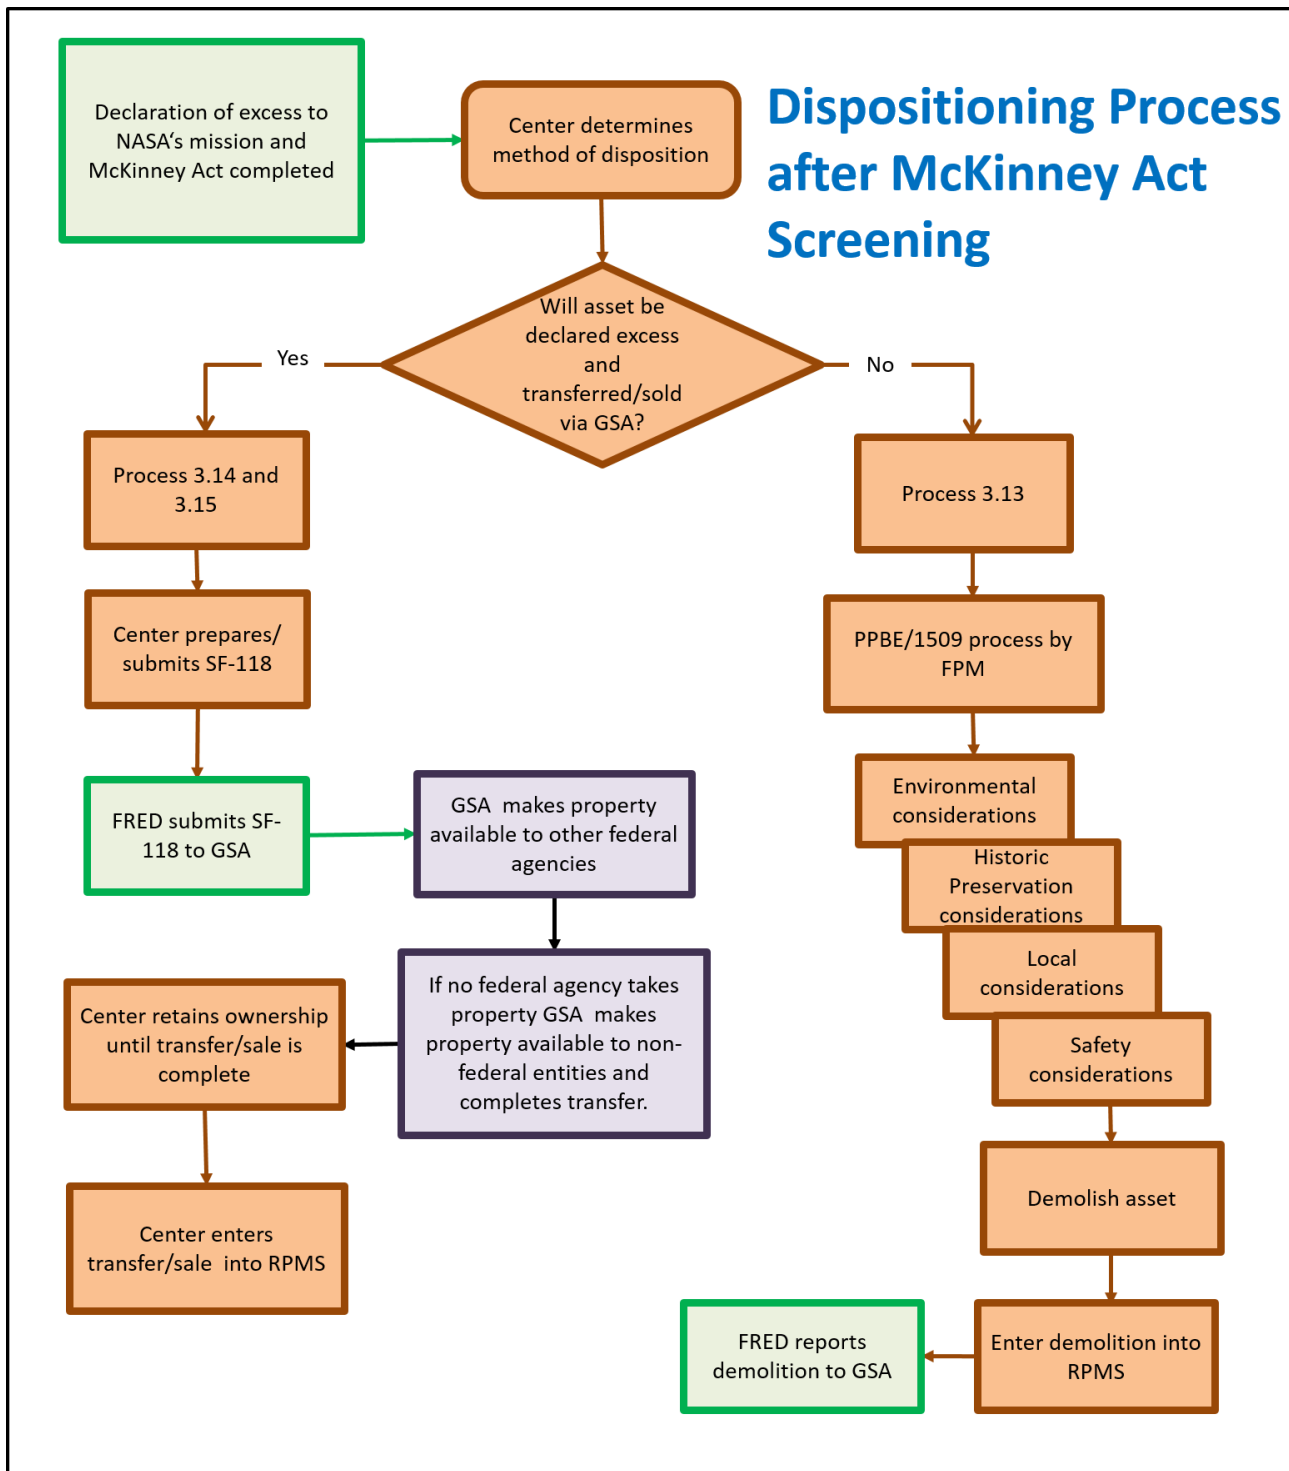 Declaration of excess to
NASA‘s mission and
McKinney Act completed
Center determines
method of disposition
Dispositioning Process
after McKinney Act
Screening
Will asset be
declared excess
and
transferred/sold
via GSA?
Yes
No
Process 3.14 and
3.15
Center prepares/
submits SF-118
FRED submits SF-
118 to GSA
GSA  makes property
available to other federal
agencies
If no federal agency takes
property GSA  makes
property available to non-
federal entities and
completes transfer.
Center retains ownership
until transfer/sale is
complete
Center enters
transfer/sale  into RPMS
Process 3.13
PPBE/1509 process by
FPM
Environmental
considerations
Historic
Preservation
considerations
Local
considerations
Safety
considerations
Demolish asset
Enter demolition into
RPMS
FRED reports
demolition to GSA